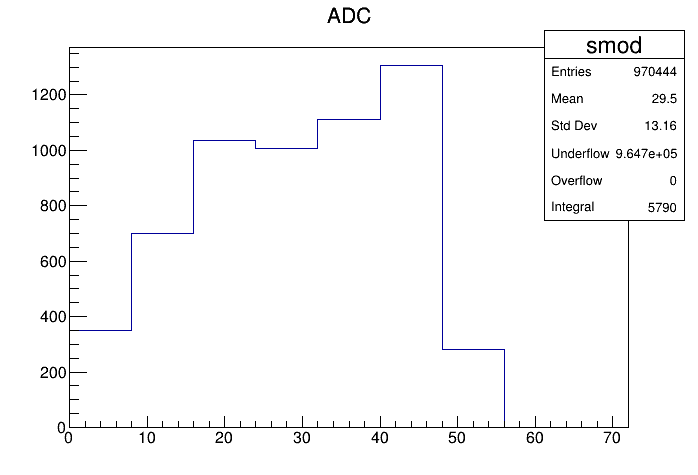 ADC
smod
Entries 970444
Mean 29.5
Std Dev 13.16
Underflow 9.647e+05
Overflow 0
Integral 5790
1200
1000
800
600
400
200
0
0 10 20 30 40 50 60 70